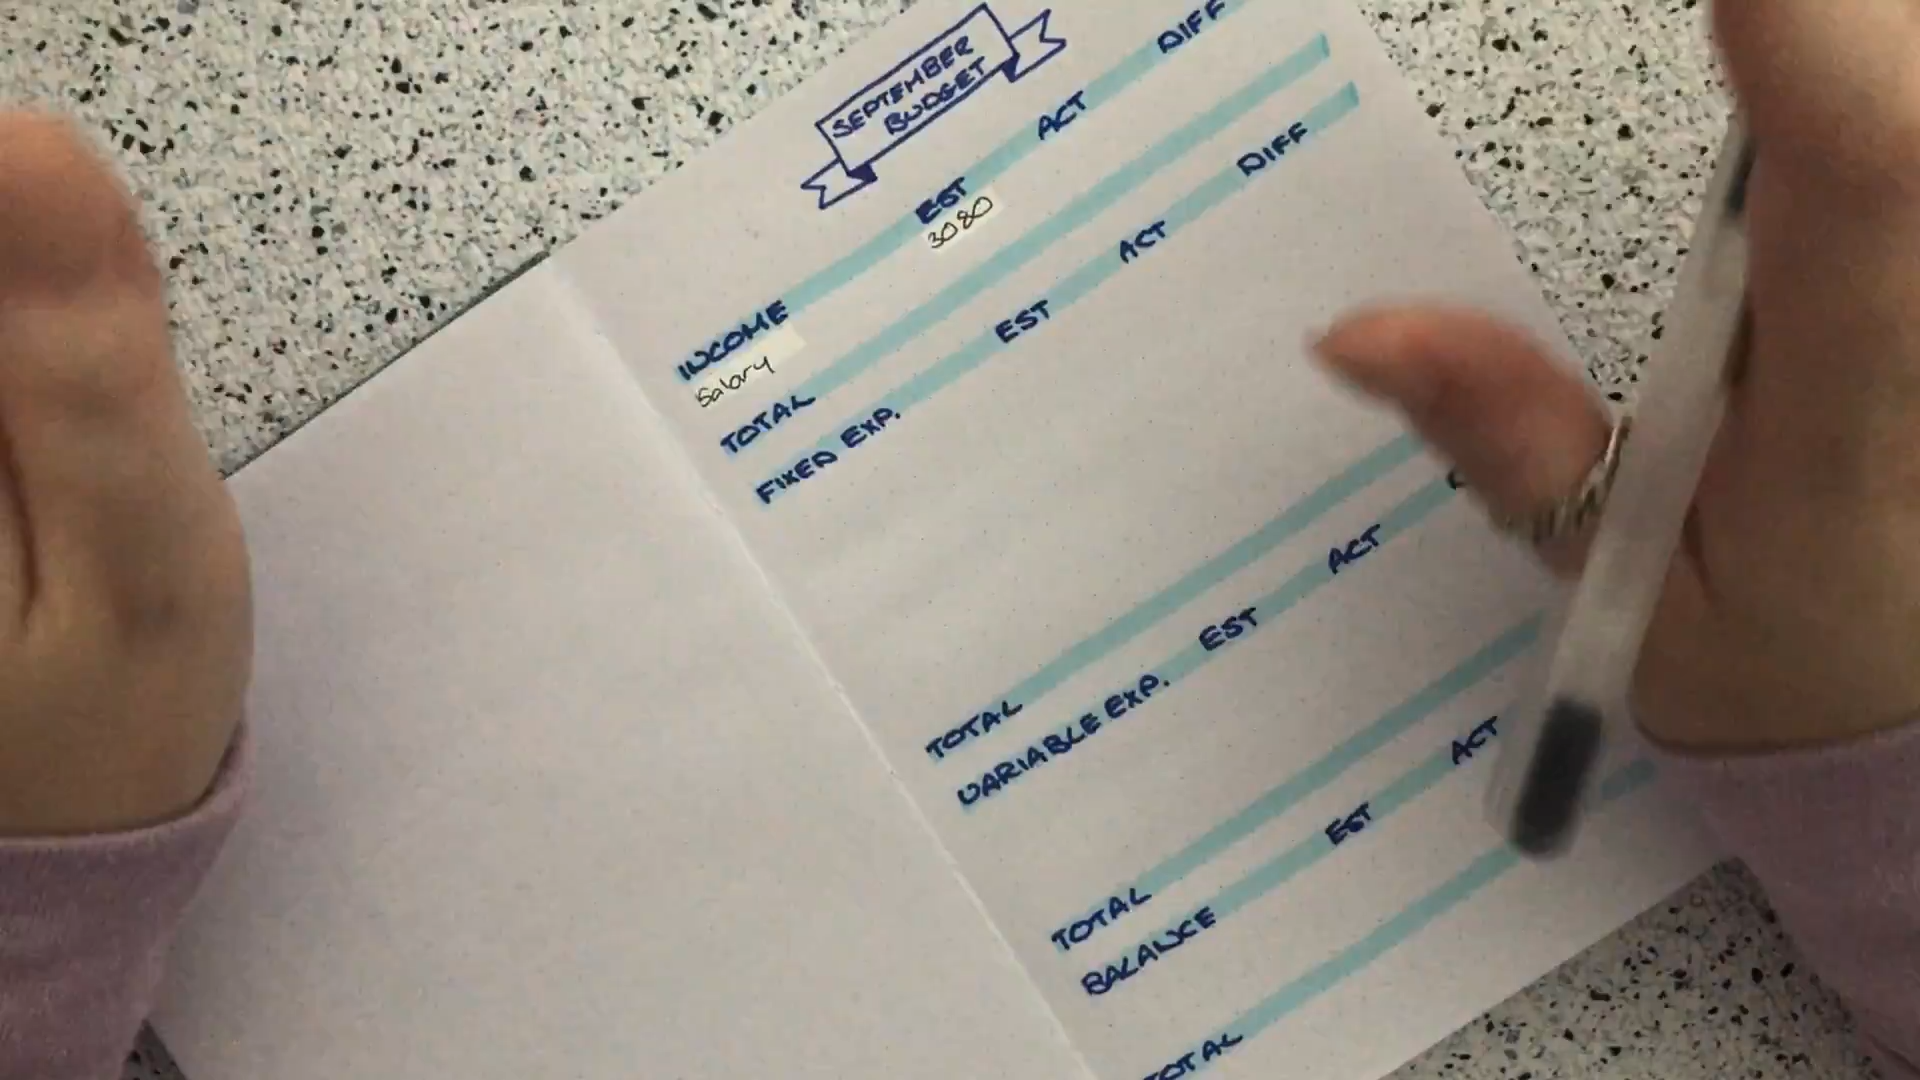 SEPTEMBER
BUDGET
INCOME EST ACT DIFF
Salary 3080
TOTAL
FIXED EXP. EST ACT DIFF
TOTAL
VARIABLE EXP. EST ACT
TOTAL
BALANCE EST ACT
TOTAL